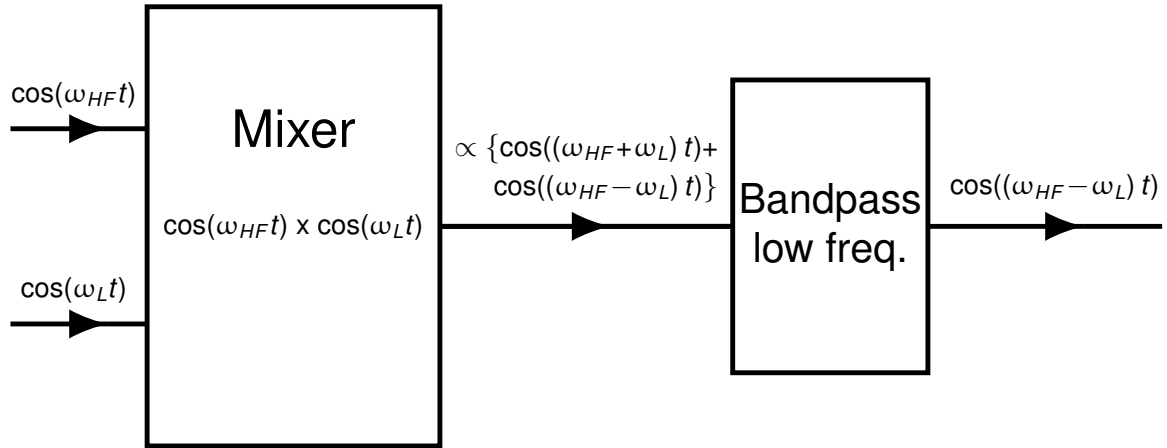 cos(ω_HF t)
Mixer
cos(ω_HF t) x cos(ω_L t)
cos(ω_L t)
∝ {cos((ω_HF+ω_L) t)+
cos((ω_HF−ω_L) t)}
Bandpass
low freq.
cos((ω_HF−ω_L) t)